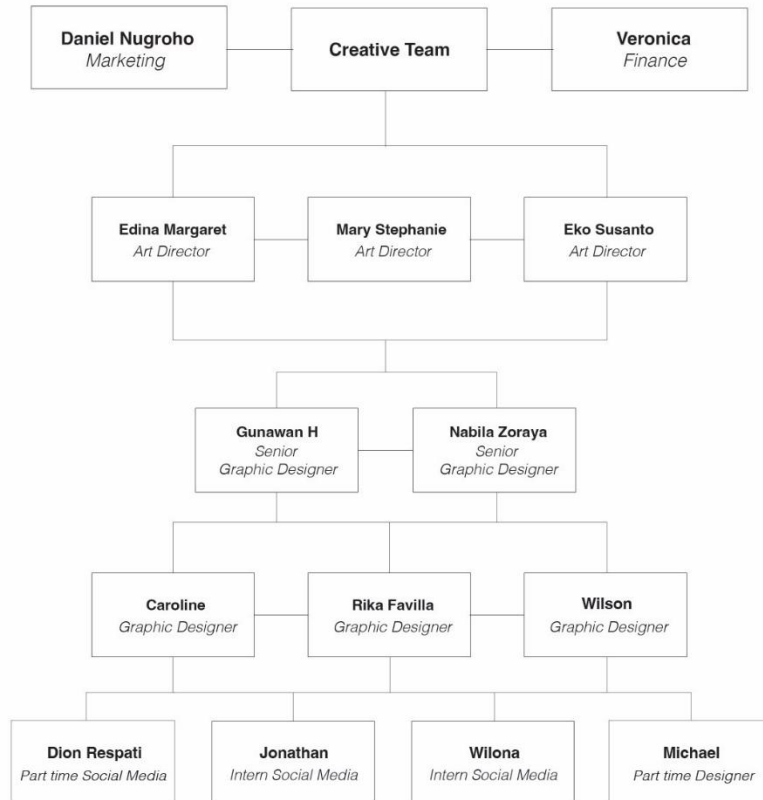 Daniel Nugroho
Marketing
Creative Team
Veronica
Finance
Edina Margaret
Art Director
Mary Stephanie
Art Director
Eko Susanto
Art Director
Gunawan H
Senior
Graphic Designer
Nabila Zoraya
Senior
Graphic Designer
Caroline
Graphic Designer
Rika Favilla
Graphic Designer
Wilson
Graphic Designer
Dion Respati
Part time Social Media
Jonathan
Intern Social Media
Wilona
Intern Social Media
Michael
Part time Designer